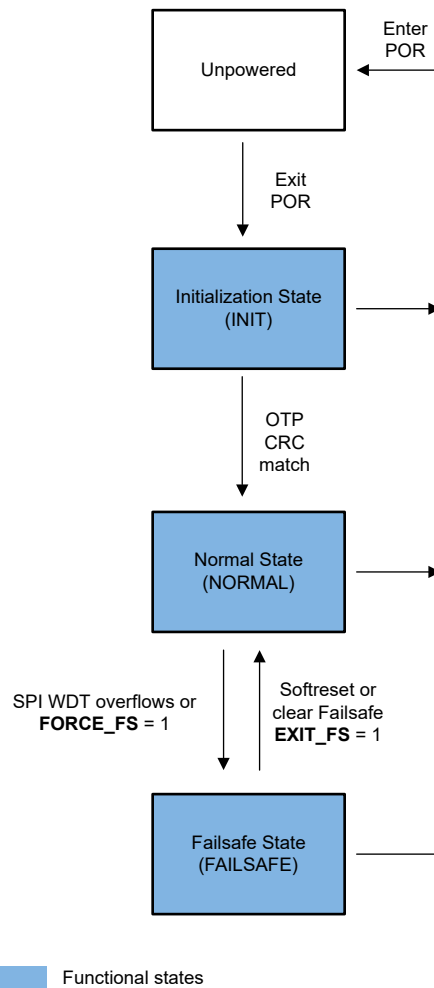 Enter
POR
Unpowered
Exit
POR
Initialization State
(INIT)
OTP
CRC
match
Normal State
(NORMAL)
SPI WDT overflows or
FORCE_FS = 1
Softreset or
clear Failsafe
EXIT_FS = 1
Failsafe State
(FAILSAFE)
Functional states